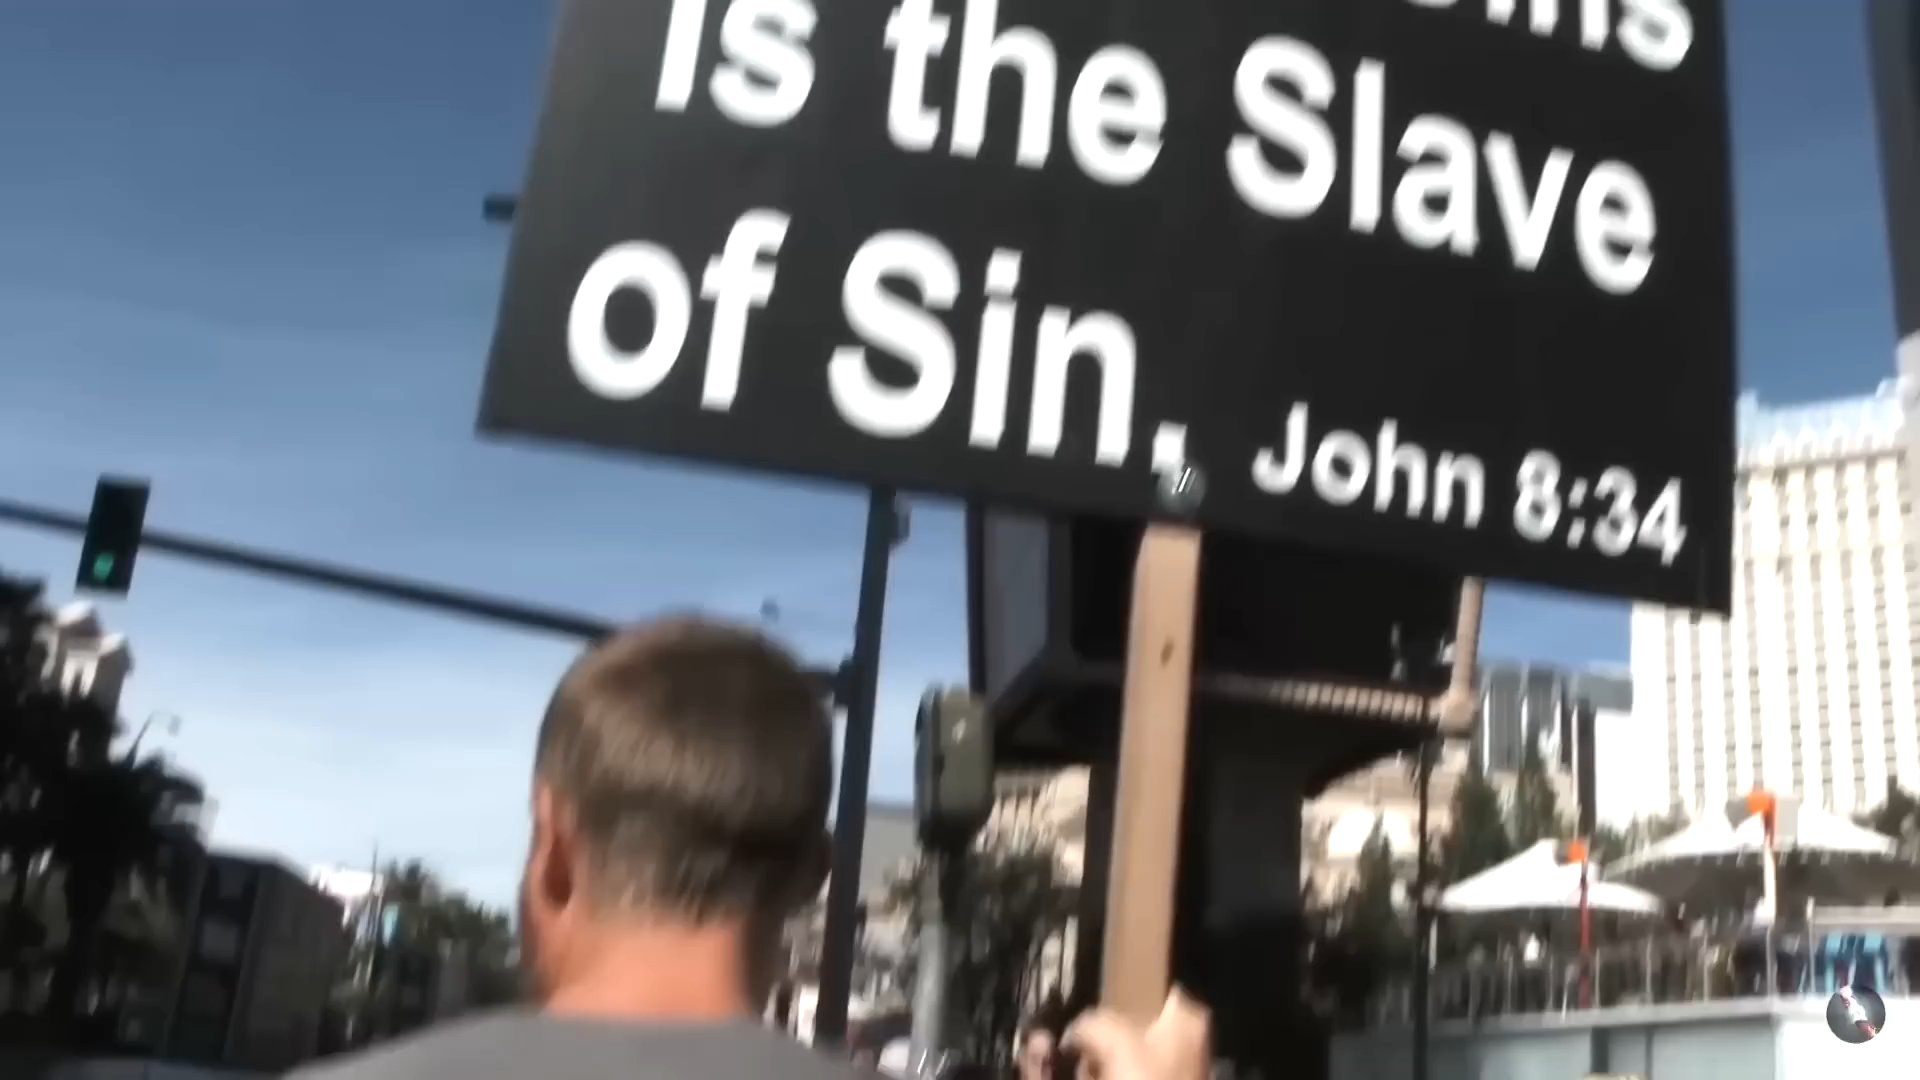 is the Slave
of Sin.
John 8:34